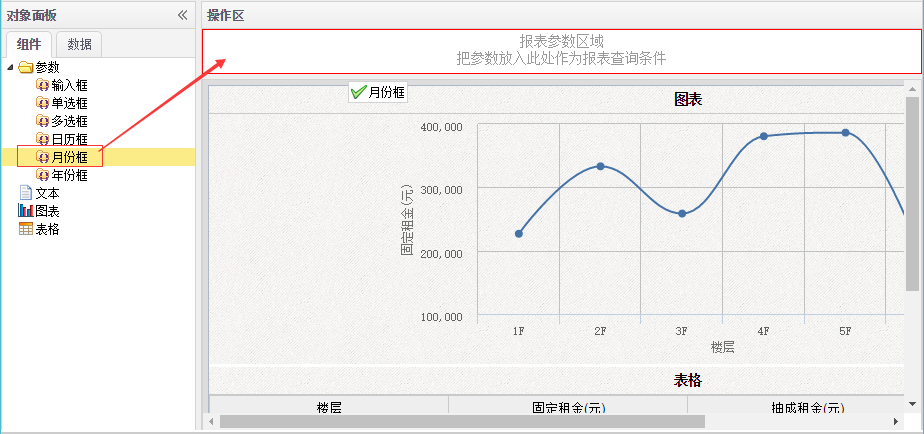 对象面板
操作区
组件
数据
参数
输入框
单选框
多选框
日历框
月份框
年份框
文本
图表
表格
报表参数区域
把参数放入此处作为报表查询条件
月份框
图表
400,000
300,000
200,000
100,000
固定租金(元)
1F 2F 3F 4F 5F
楼层
表格
楼层 固定租金(元) 抽成租金(元)